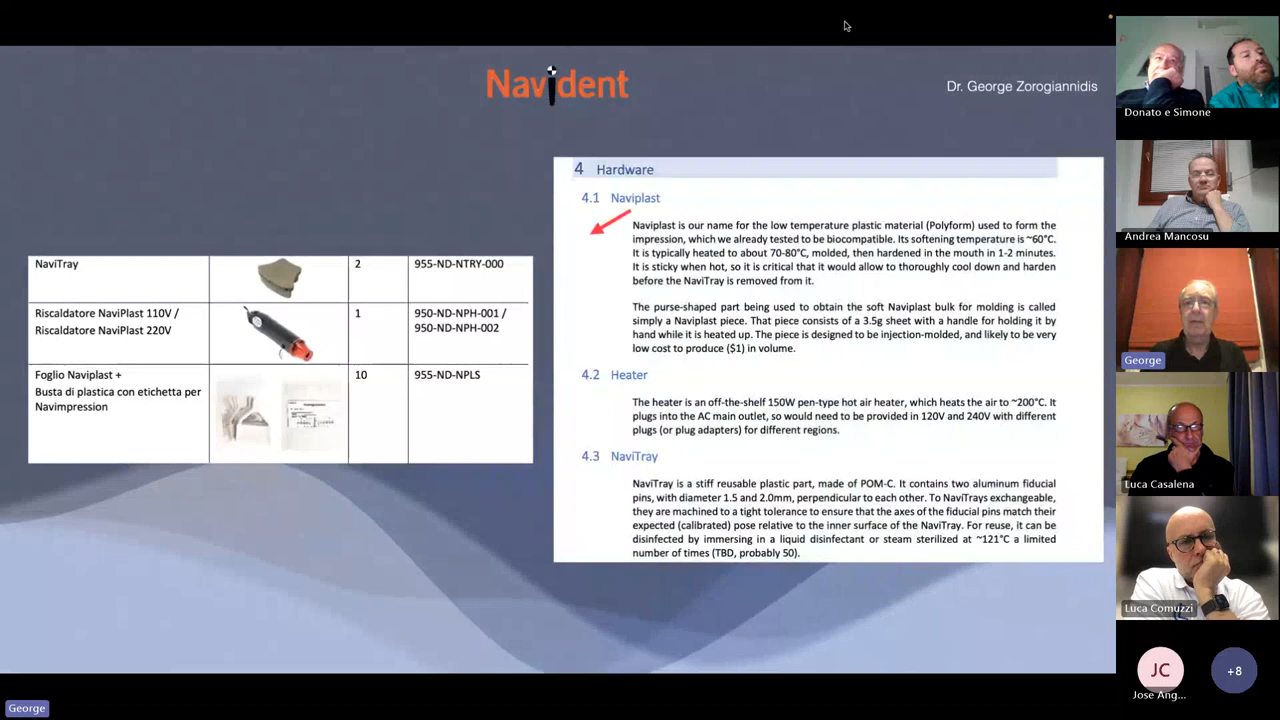 Navident
Dr. George Zorogiannidis
NaviTray
2
955-ND-NTRY-000
Riscaldatore NaviPlast 110V /
Riscaldatore NaviPlast 220V
1
950-ND-NPH-001 /
950-ND-NPH-002
Foglio Naviplast +
Busta di plastica con etichetta per
Navimpression
10
955-ND-NPLS
4 Hardware
4.1 Naviplast
Naviplast is our name for the low temperature plastic material (Polyform) used to form the
impression, which we already tested to be biocompatible. Its softening temperature is ~60°C.
It is typically heated to about 70-80°C, molded, then hardened in the mouth in 1-2 minutes.
It is sticky when hot, so it is critical that it would allow to thoroughly cool down and harden
before the NaviTray is removed from it.
The purse-shaped part being used to obtain the soft Naviplast bulk for molding is called
simply a Naviplast piece. That piece consists of a 3.5g sheet with a handle for holding it by
hand while it is heated up. The piece is designed to be injection-molded, and likely to be very
low cost to produce ($1) in volume.
4.2 Heater
The heater is an off-the-shelf 150W pen-type hot air heater, which heats the air to ~200°C. It
plugs into the AC main outlet, so would need to be provided in 120V and 240V with different
plugs (or plug adapters) for different regions.
4.3 NaviTray
NaviTray is a stiff reusable plastic part, made of POM-C. It contains two aluminum fiducial
pins, with diameter 1.5 and 2.0mm, perpendicular to each other. To NaviTrays exchangeable,
they are machined to a tight tolerance to ensure that the axes of the fiducial pins match their
expected (calibrated) pose relative to the inner surface of the NaviTray. For reuse, it can be
disinfected by immersing in a liquid disinfectant or steam sterilized at ~121°C a limited
number of times (TBD, probably 50).
Donato e Simone
Andrea Mancosu
George
Luca Casalena
Luca Comuzzi
JC
Jose Ang...
+8
George